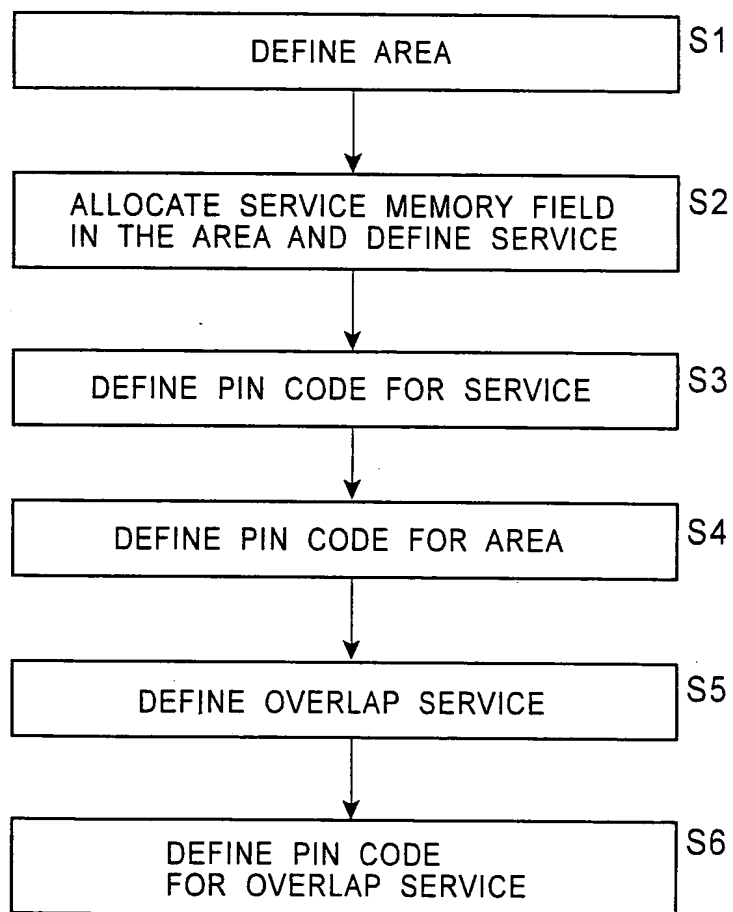 DEFINE AREA
S1
ALLOCATE SERVICE MEMORY FIELD
IN THE AREA AND DEFINE SERVICE
S2
DEFINE PIN CODE FOR SERVICE
S3
DEFINE PIN CODE FOR AREA
S4
DEFINE OVERLAP SERVICE
S5
DEFINE PIN CODE
FOR OVERLAP SERVICE
S6